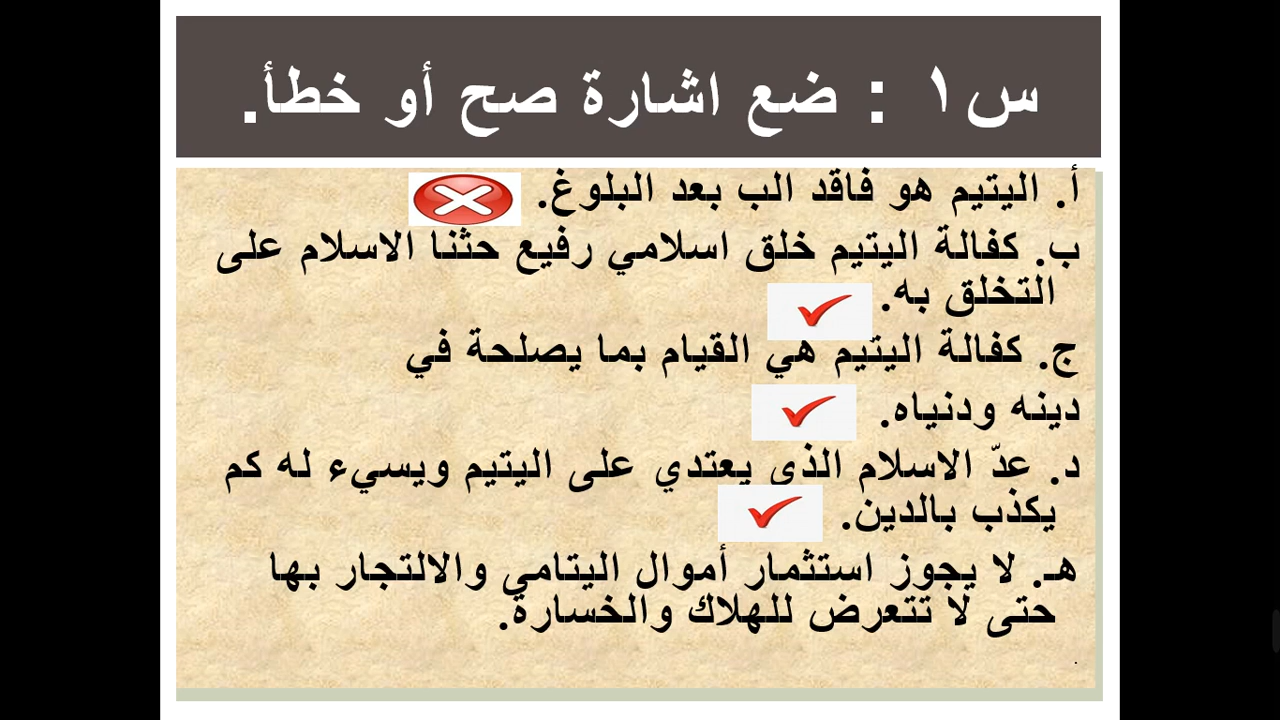 س١ : ضع اشارة صح أو خطأ.
أ. اليتيم هو فاقد الب بعد البلوغ.
ب. كفالة اليتيم خلق اسلامي رفيع حثنا الاسلام على
التخلق به.
ج. كفالة اليتيم هي القيام بما يصلحة في
دينه ودنياه.
د. عدّ الاسلام الذي يعتدي على اليتيم ويسيء له كم
يكذب بالدين.
هـ. لا يجوز استثمار أموال اليتامي والالتجار بها
حتى لا تتعرض للهلاك والخسارة.
.